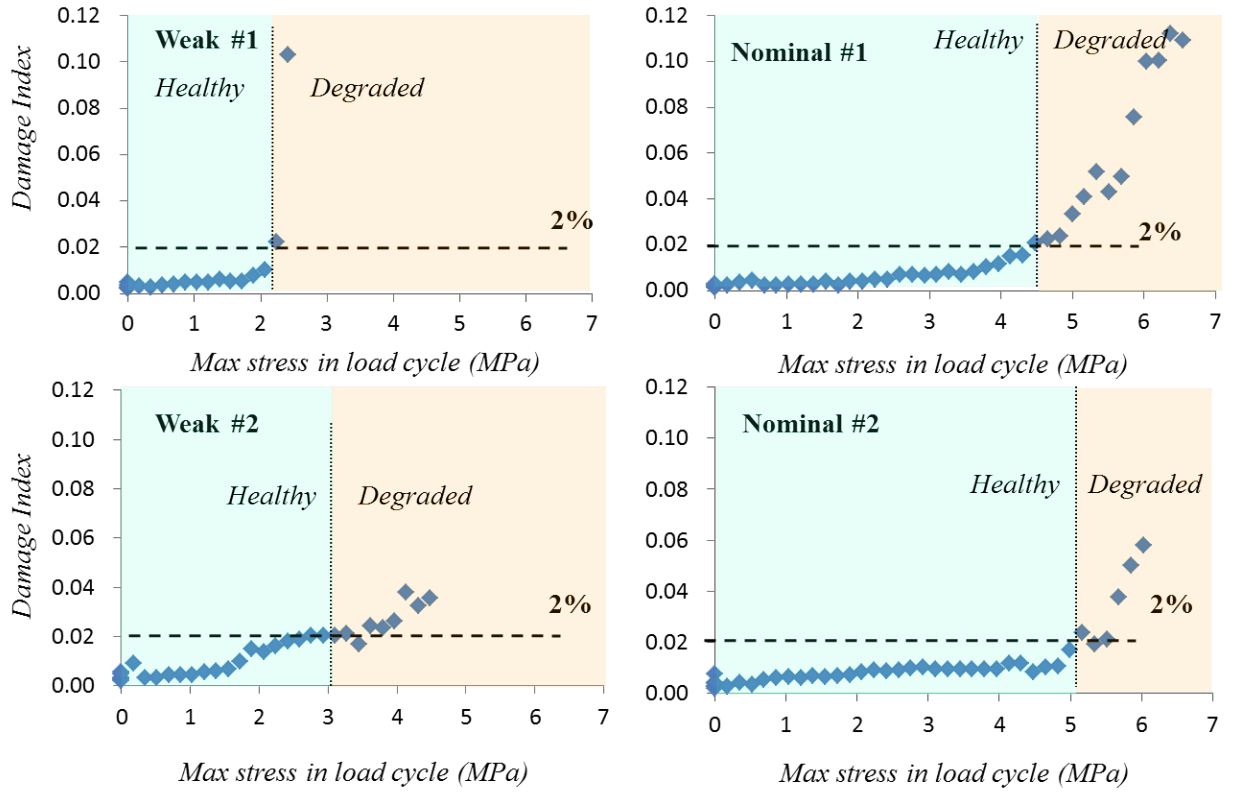 0.12
Weak #1
0.10
Healthy
Degraded
0.08
0.06
0.04
2%
0.02
0.00
0 1 2 3 4 5 6 7
Damage Index
Max stress in load cycle (MPa)
0.12
Healthy
Degraded
Nominal #1
0.10
0.08
0.06
0.04
2%
0.02
0.00
0 1 2 3 4 5 6 7
Max stress in load cycle (MPa)
0.12
Weak #2
0.10
0.08
Healthy
Degraded
0.06
0.04
2%
0.02
0.00
0 1 2 3 4 5 6 7
Damage Index
Max stress in load cycle (MPa)
0.12
Nominal #2
0.10
Healthy
Degraded
0.08
0.06
0.04
2%
0.02
0.00
0 1 2 3 4 5 6 7
Max stress in load cycle (MPa)